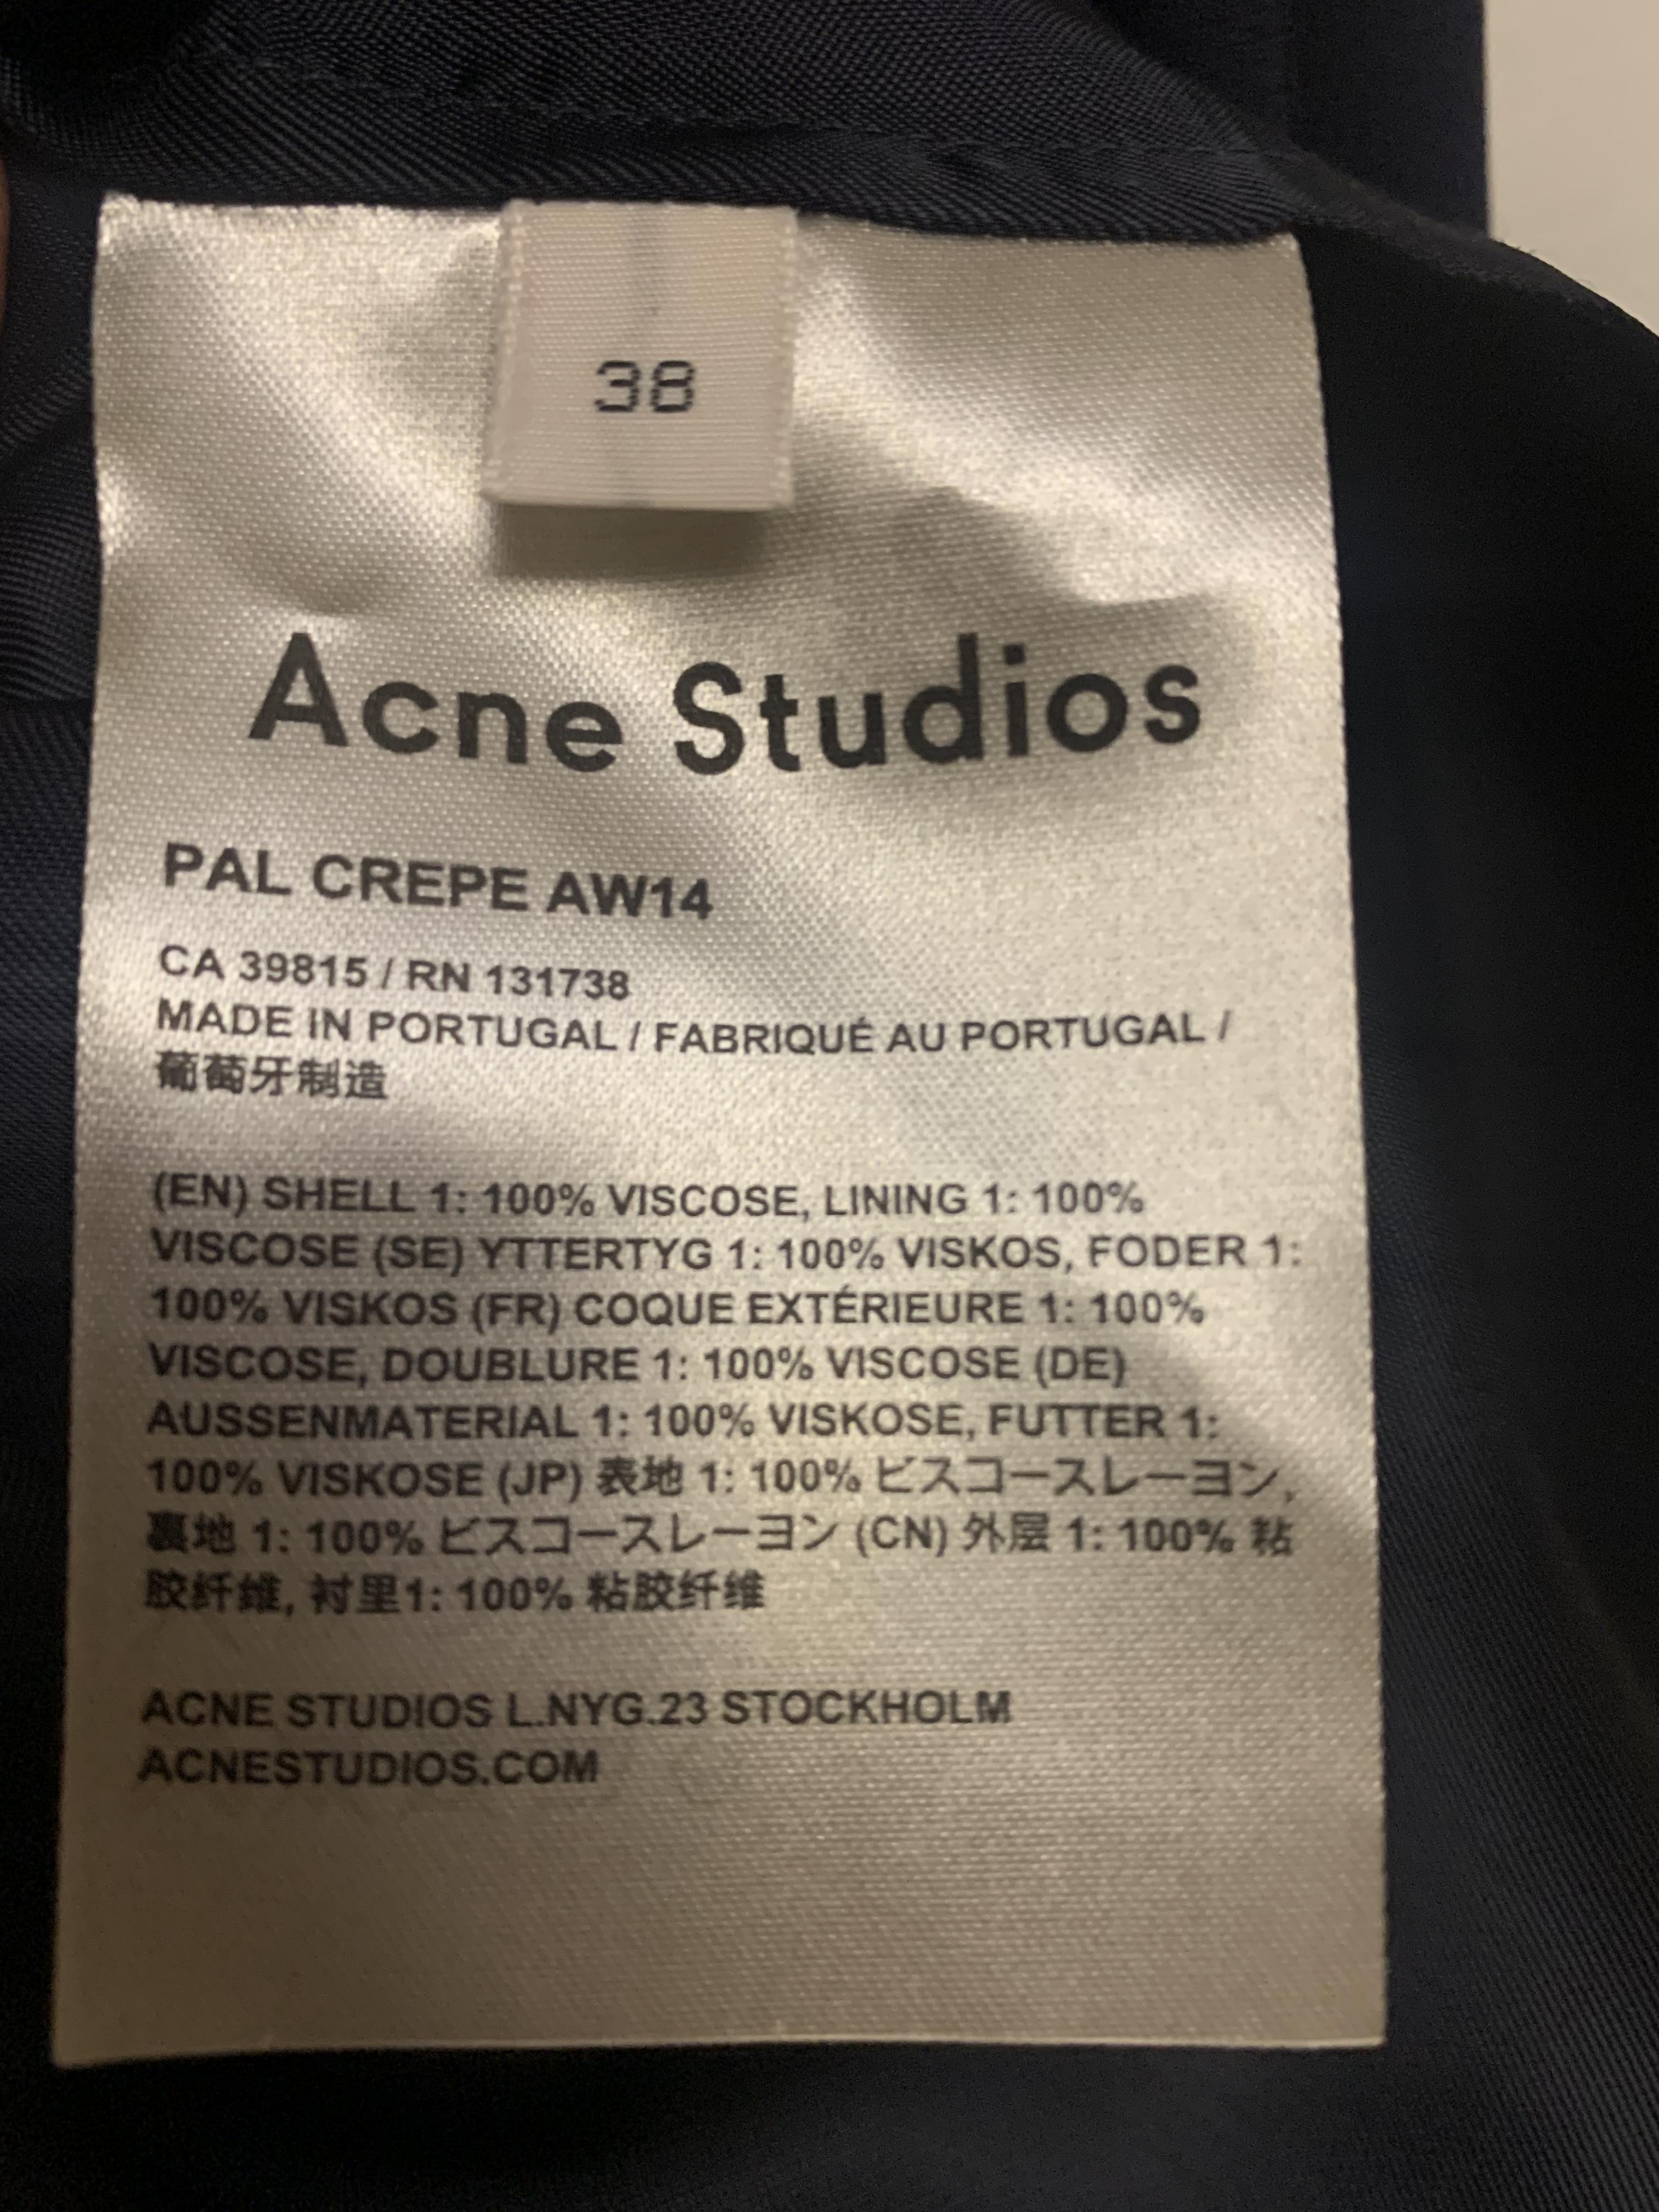 38
Acne Studios
PAL CREPE AW14
CA 39815 / RN 131738
MADE IN PORTUGAL / FABRIQUÉ AU PORTUGAL /
葡萄牙制造
(EN) SHELL 1: 100% VISCOSE, LINING 1: 100%
VISCOSE (SE) YTTERTYG 1: 100% VISKOS, FODER 1:
100% VISKOS (FR) COQUE EXTÉRIEURE 1: 100%
VISCOSE, DOUBLURE 1: 100% VISCOSE (DE)
AUSSENMATERIAL 1: 100% VISKOSE, FUTTER 1:
100% VISKOSE (JP) 表地 1: 100% ビスコースレーヨン,
裏地 1: 100% ビスコースレーヨン (CN) 外层 1: 100% 粘
胶纤维, 衬里1: 100% 粘胶纤维
ACNE STUDIOS L.NYG.23 STOCKHOLM
ACNESTUDIOS.COM